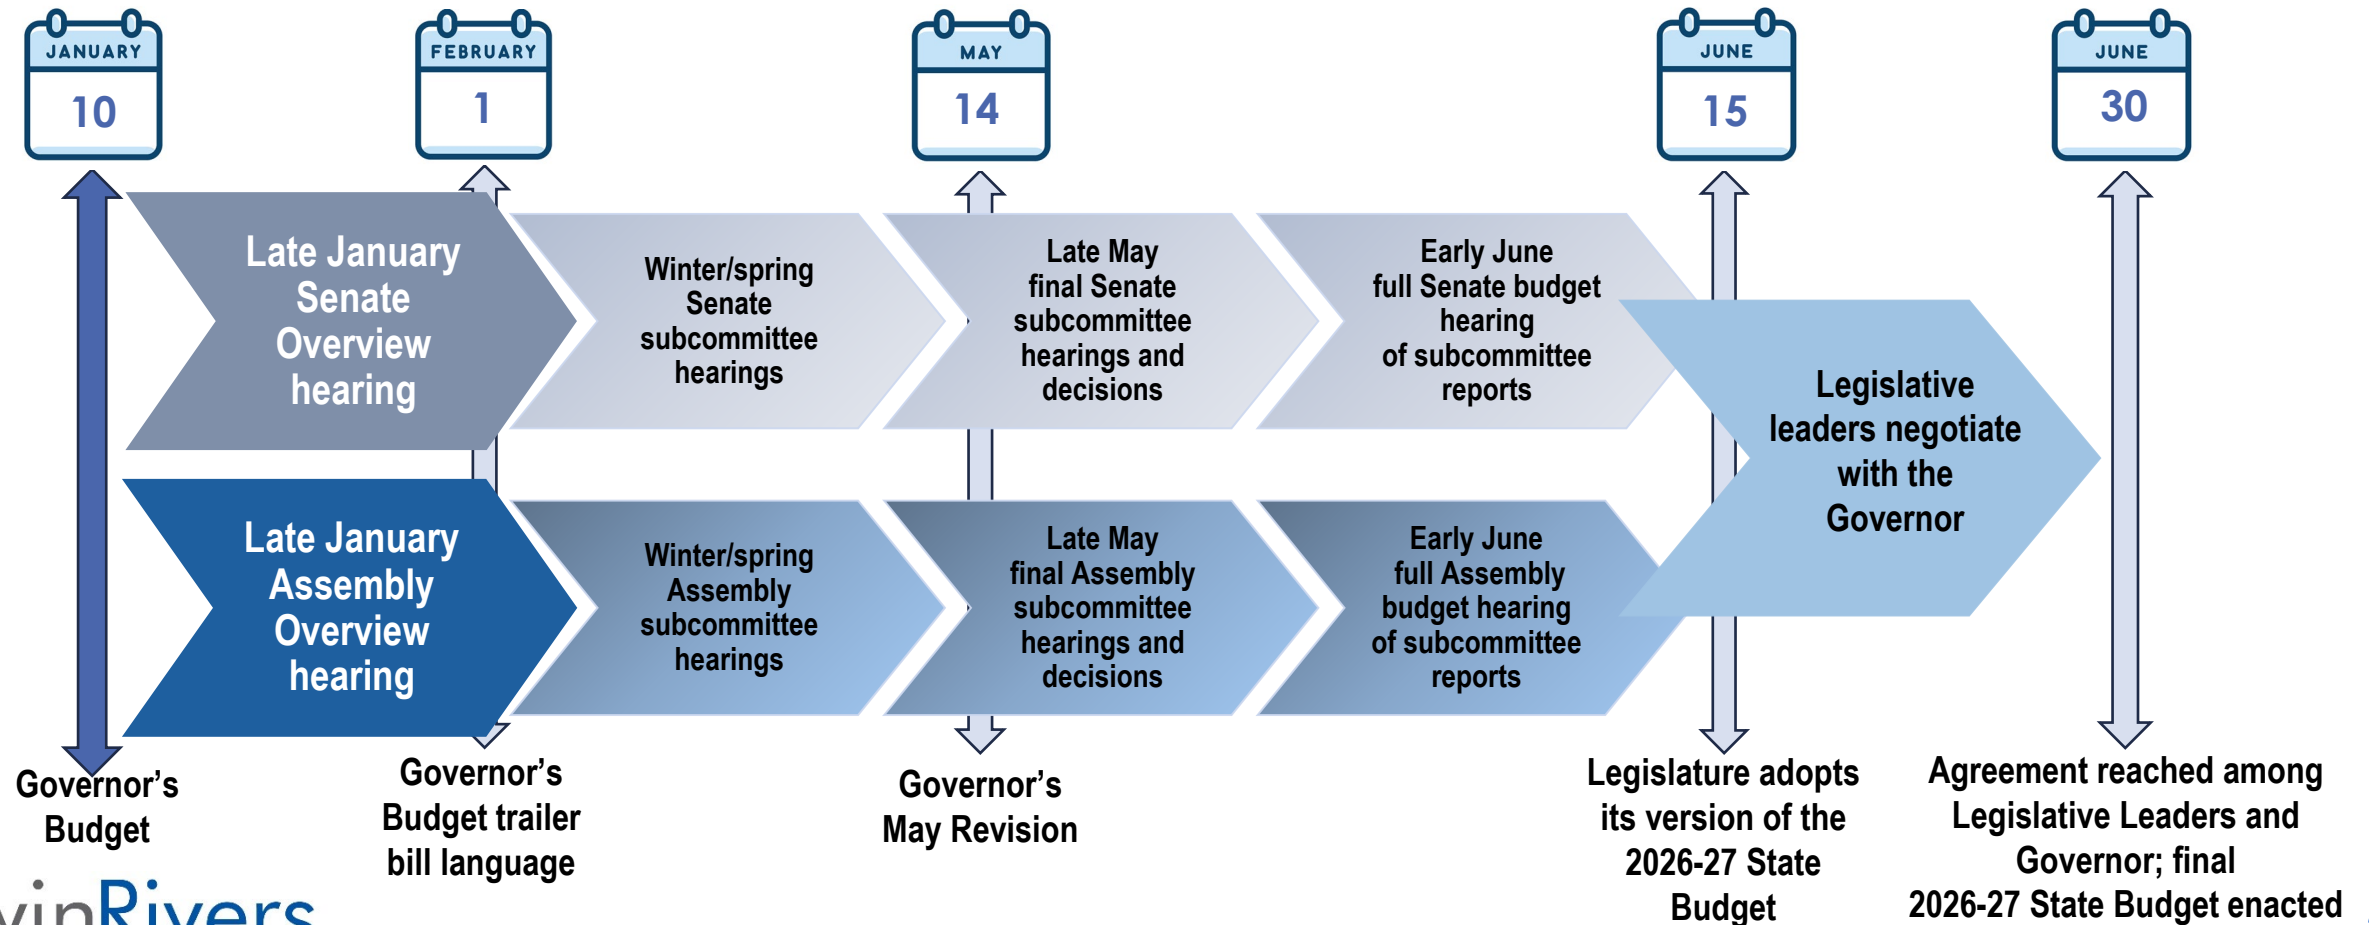 JANUARY
10
FEBRUARY
1
MAY
14
JUNE
15
JUNE
30
Late January
Senate
Overview
hearing
Winter/spring
Senate
subcommittee
hearings
Late May
final Senate
subcommittee
hearings and
decisions
Early June
full Senate budget
hearing
of subcommittee
reports
Legislative
leaders negotiate
with the
Governor
Late January
Assembly
Overview
hearing
Winter/spring
Assembly
subcommittee
hearings
Late May
final Assembly
subcommittee
hearings and
decisions
Early June
full Assembly
budget hearing
of subcommittee
reports
Governor’s
Budget
Governor’s
Budget trailer
bill language
Governor’s
May Revision
Legislature adopts
its version of the
2026-27 State
Budget
Agreement reached among
Legislative Leaders and
Governor; final
2026-27 State Budget enacted
winRivers